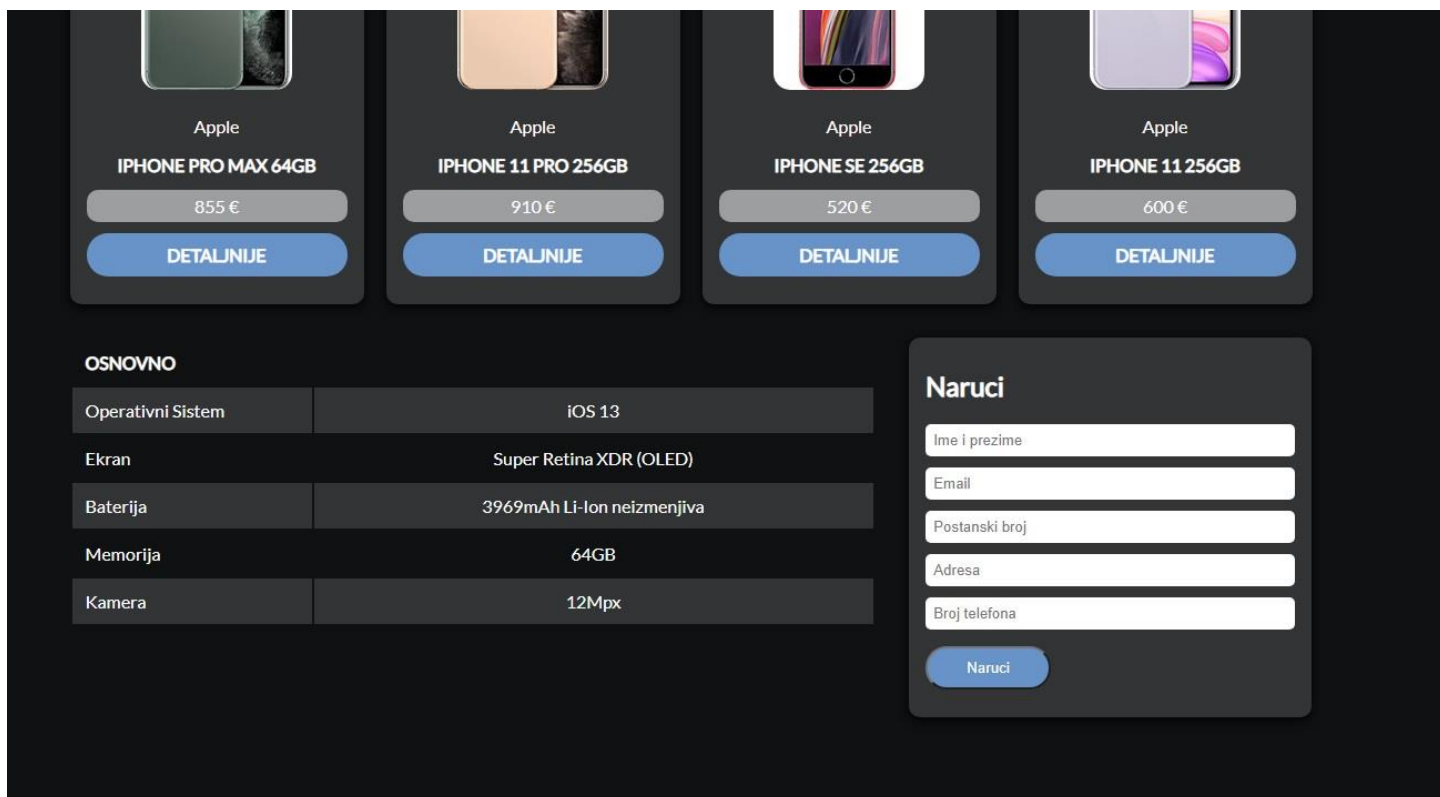 Apple
IPHONE PRO MAX 64GB
855 €
DETALJNIJE
Apple
IPHONE 11 PRO 256GB
910 €
DETALJNIJE
Apple
IPHONE SE 256GB
520 €
DETALJNIJE
Apple
IPHONE 11 256GB
600 €
DETALJNIJE
OSNOVNO
Operativni Sistem iOS 13
Ekran Super Retina XDR (OLED)
Baterija 3969mAh Li-Ion neizmenjiva
Memorija 64GB
Kamera 12Mpx
Naruci
Ime i prezime
Email
Postanski broj
Adresa
Broj telefona
Naruci